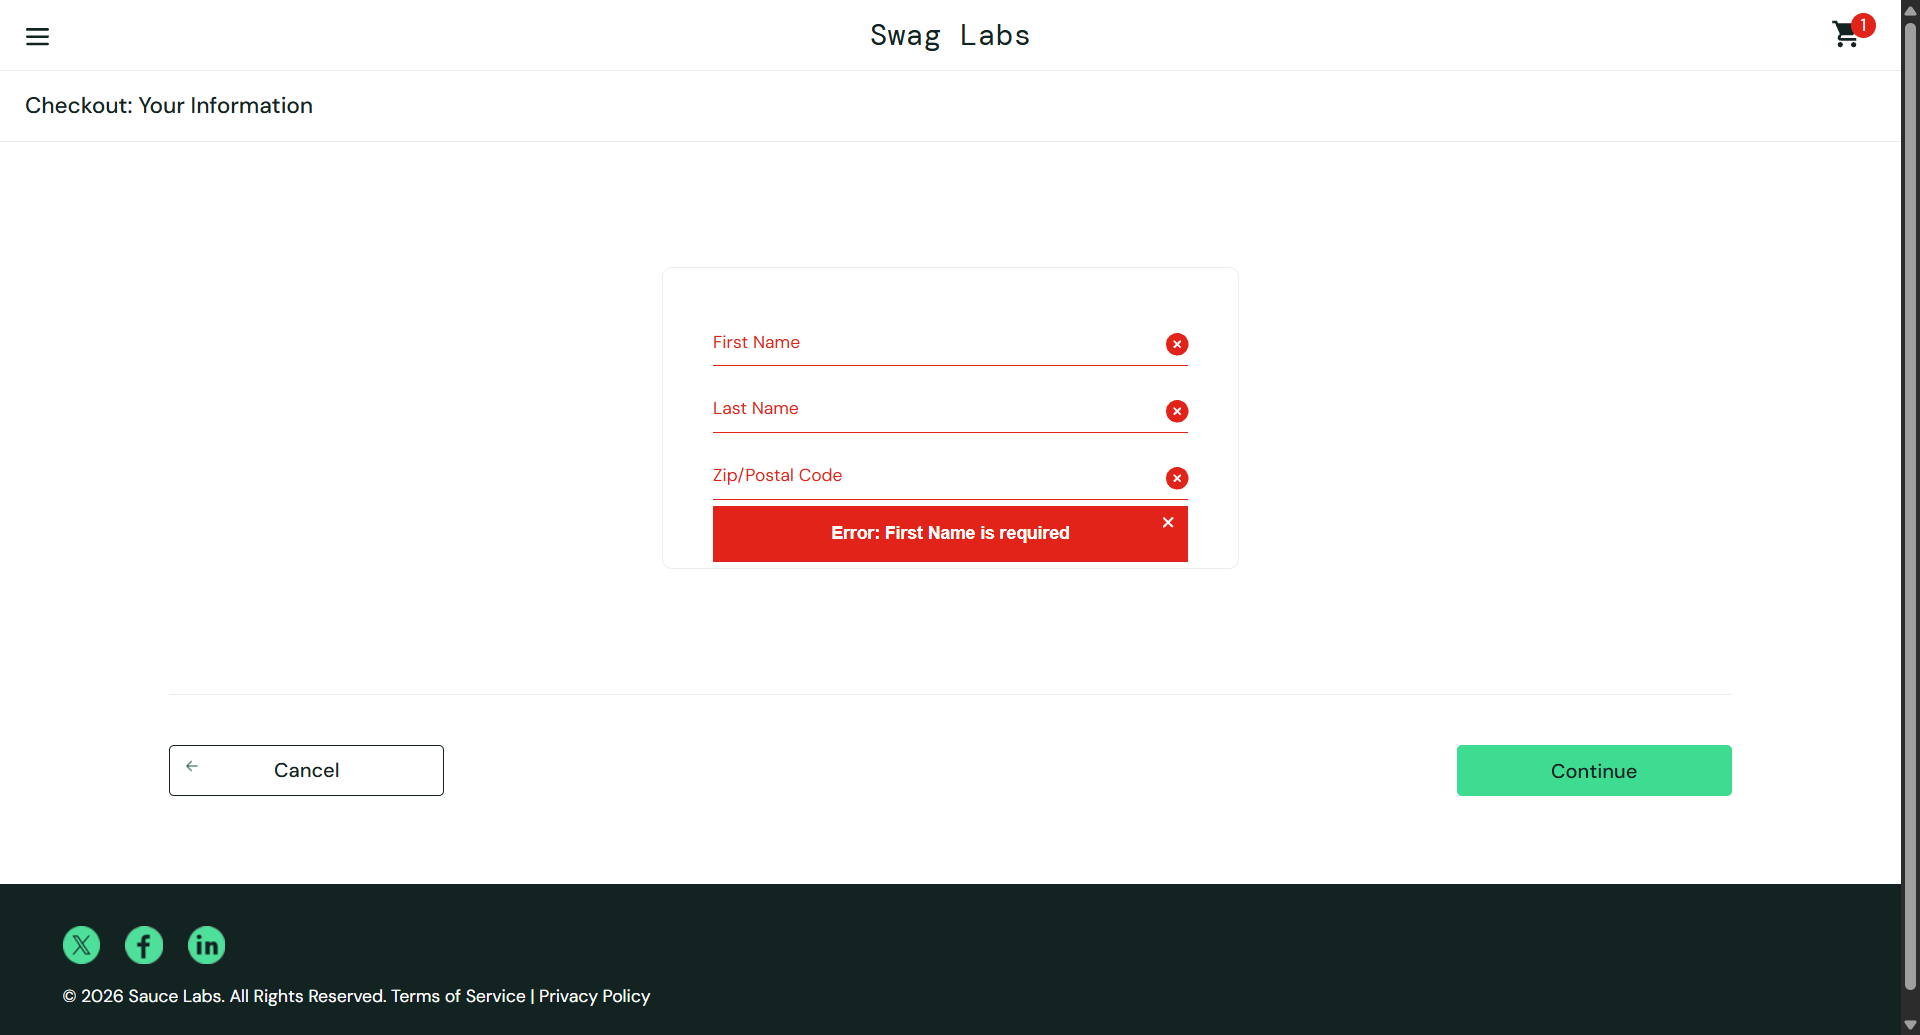 Swag Labs
1
Checkout: Your Information
First Name
Last Name
Zip/Postal Code
Error: First Name is required
Cancel
Continue
© 2026 Sauce Labs. All Rights Reserved. Terms of Service | Privacy Policy